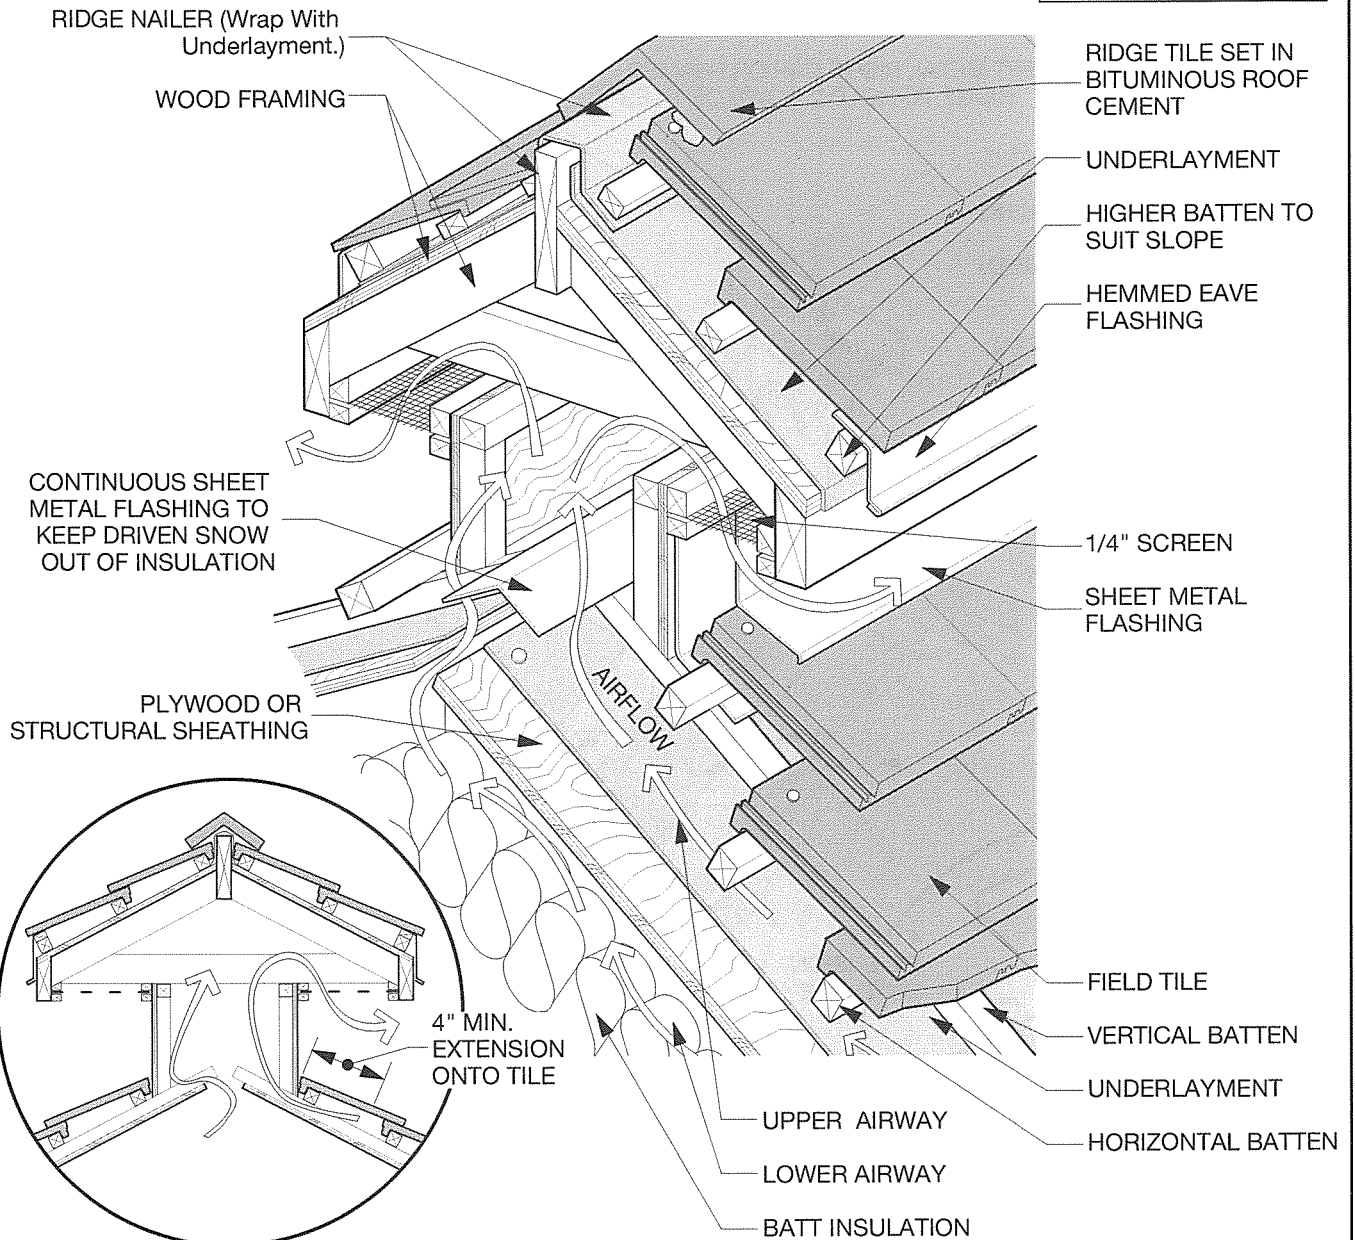 RIDGE NAILER (Wrap With
Underlayment.)
WOOD FRAMING
RIDGE TILE SET IN
BITUMINOUS ROOF
CEMENT
UNDERLAYMENT
HIGHER BATTEN TO
SUIT SLOPE
HEMMED EAVE
FLASHING
CONTINUOUS SHEET
METAL FLASHING TO
KEEP DRIVEN SNOW
OUT OF INSULATION
1/4" SCREEN
SHEET METAL
FLASHING
PLYWOOD OR
STRUCTURAL SHEATHING
AIRFLOW
4" MIN.
EXTENSION
ONTO TILE
FIELD TILE
VERTICAL BATTEN
UNDERLAYMENT
HORIZONTAL BATTEN
UPPER AIRWAY
LOWER AIRWAY
BATT INSULATION